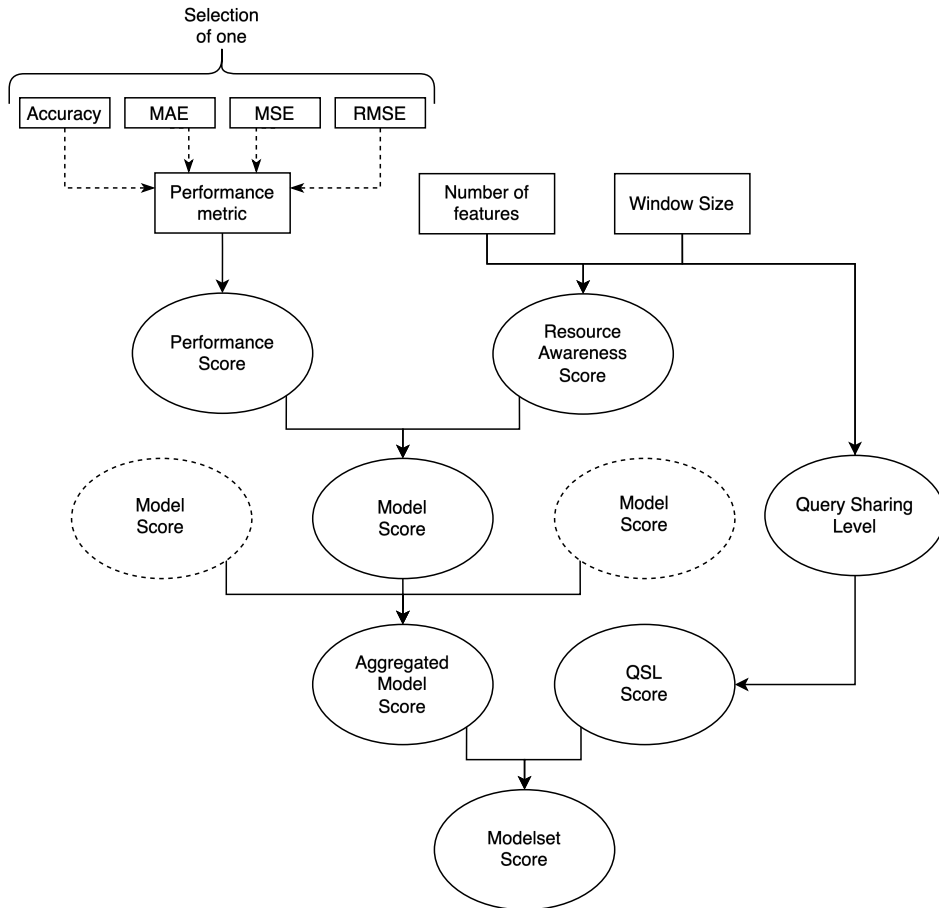 Selection
of one
Accuracy
MAE
MSE
RMSE
Performance
metric
Number of
features
Window Size
Performance
Score
Resource
Awareness
Score
Model
Score
Model
Score
Model
Score
Query Sharing
Level
Aggregated
Model
Score
QSL
Score
Modelset
Score